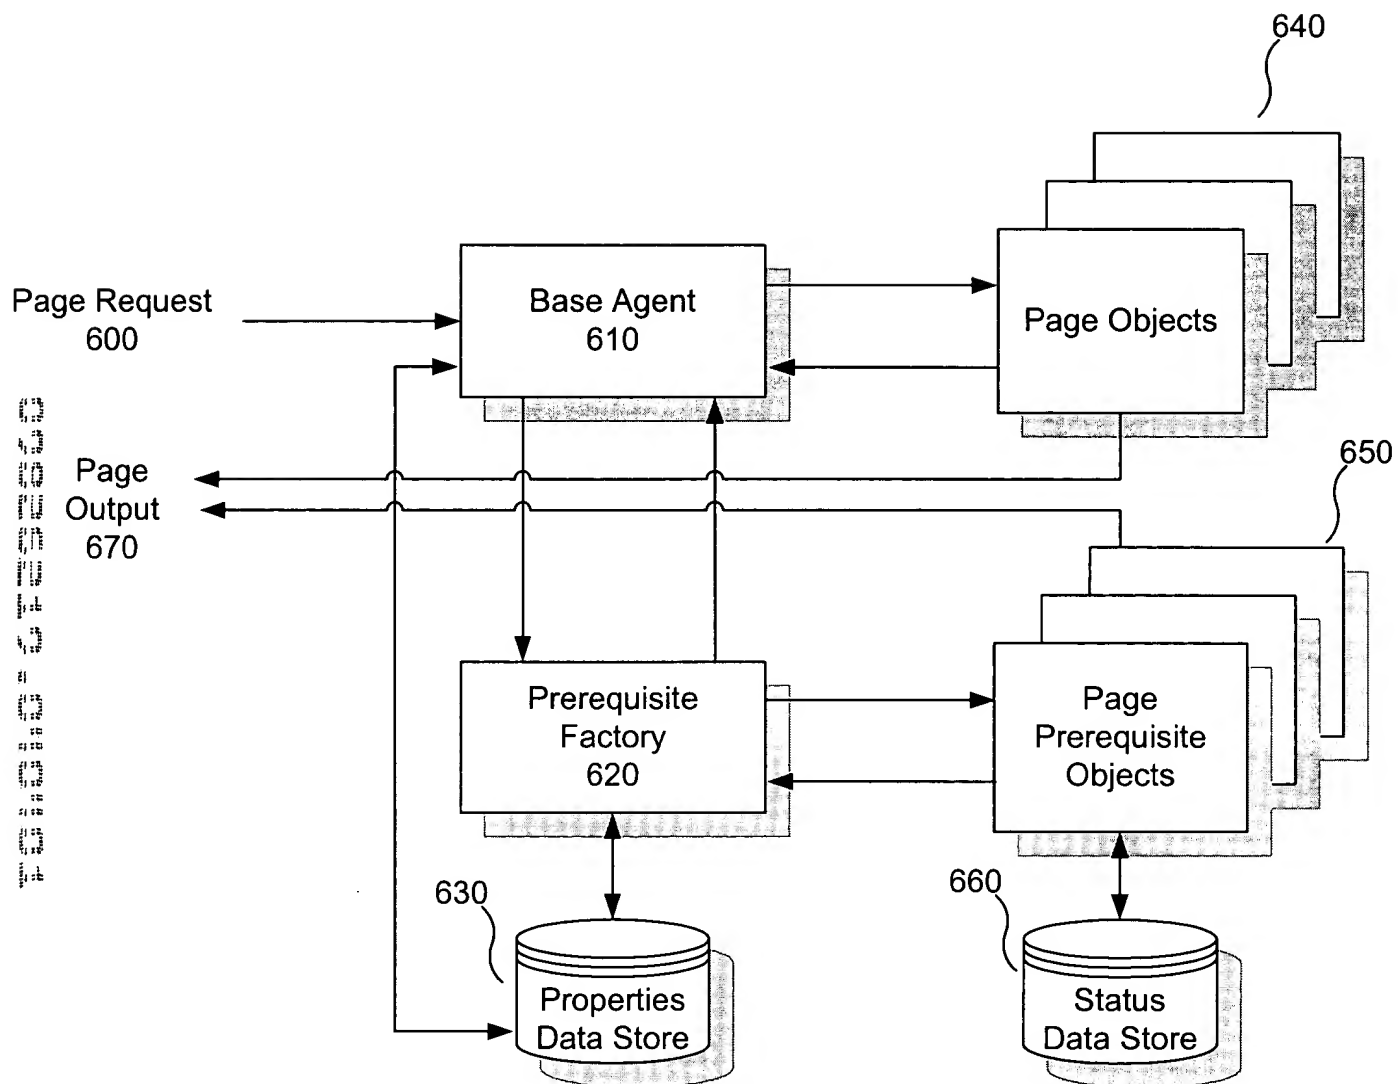 640
Page Request
600
Base Agent
610
Page Objects
Page
Output
670
650
Prerequisite
Factory
620
Page
Prerequisite
Objects
630
Properties
Data Store
660
Status
Data Store